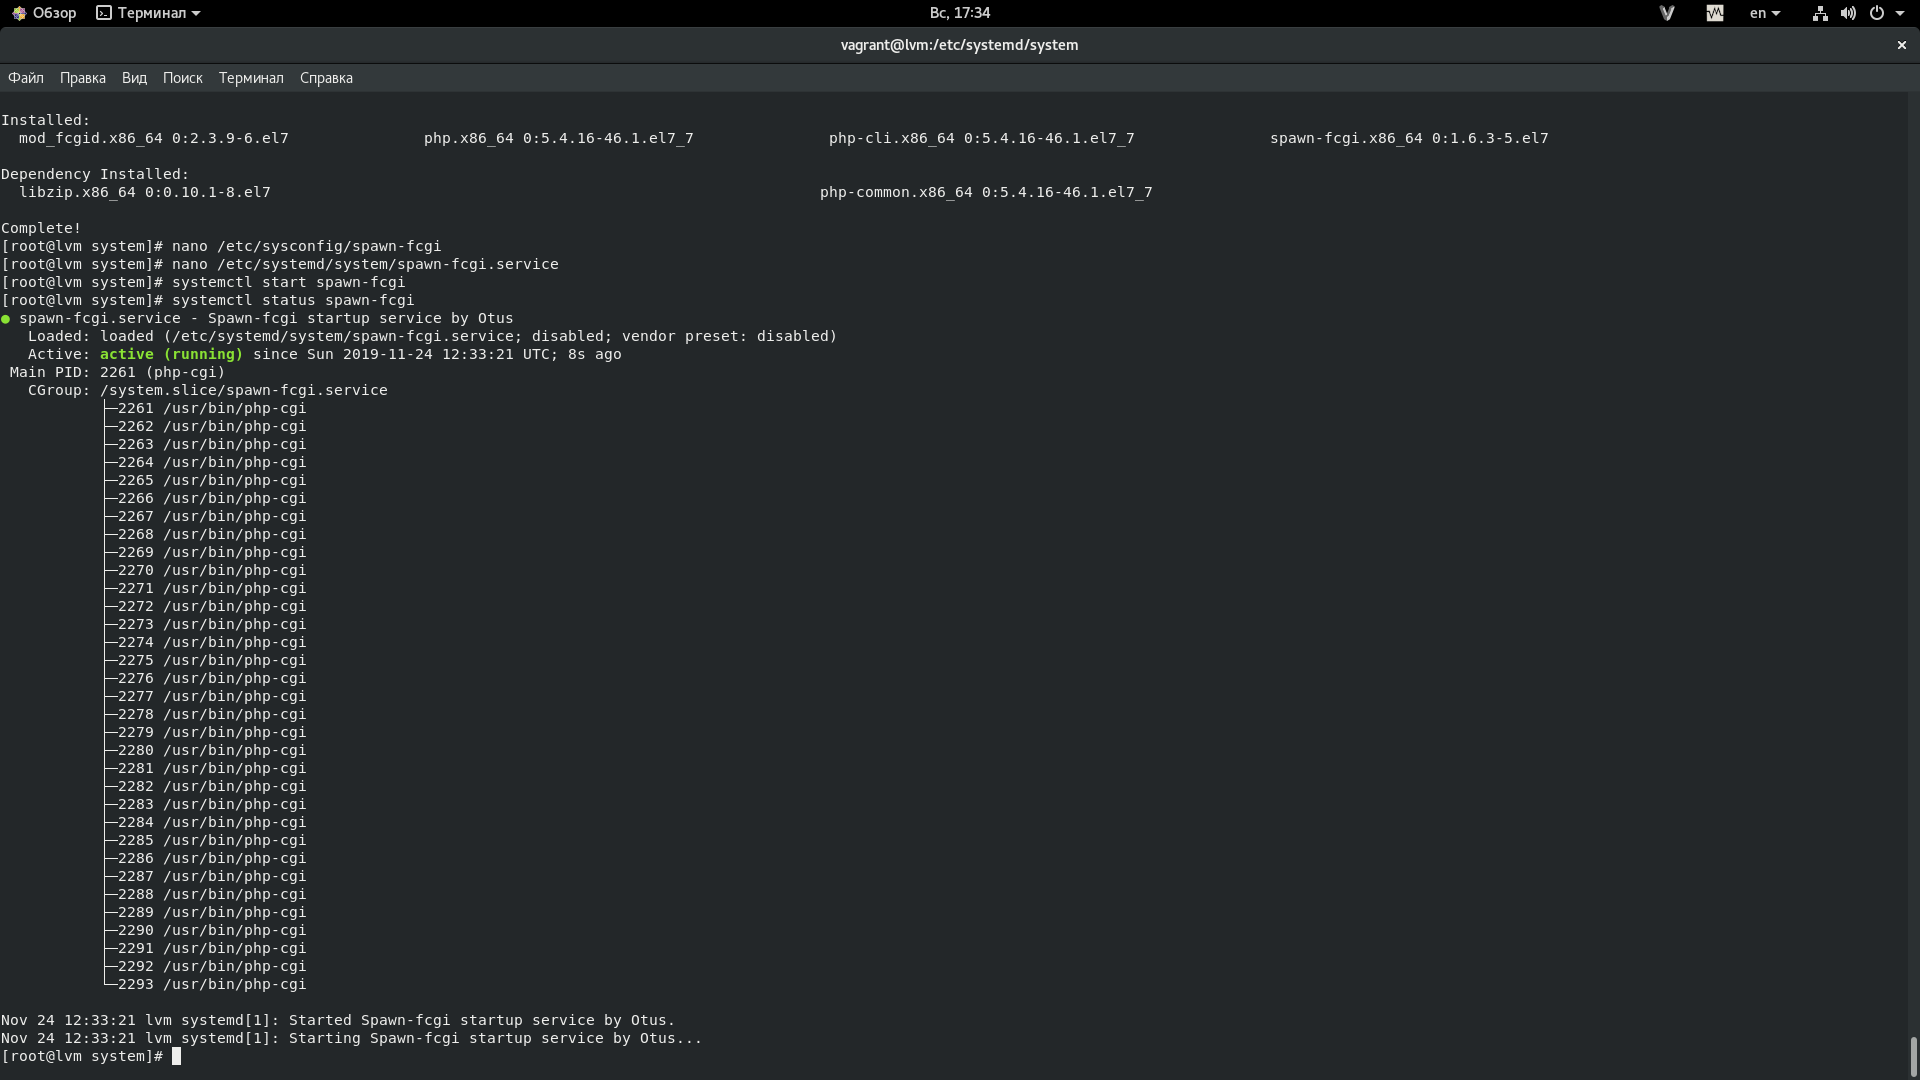 Обзор Терминал Вс, 17:34 en
vagrant@lvm:/etc/systemd/system
Файл Правка Вид Поиск Терминал Справка
Installed:
mod_fcgid.x86_64 0:2.3.9-6.el7 php.x86_64 0:5.4.16-46.1.el7_7 php-cli.x86_64 0:5.4.16-46.1.el7_7 spawn-fcgi.x86_64 0:1.6.3-5.el7
Dependency Installed:
libzip.x86_64 0:0.10.1-8.el7 php-common.x86_64 0:5.4.16-46.1.el7_7
Complete!
[root@lvm system]# nano /etc/sysconfig/spawn-fcgi
[root@lvm system]# nano /etc/systemd/system/spawn-fcgi.service
[root@lvm system]# systemctl start spawn-fcgi
[root@lvm system]# systemctl status spawn-fcgi
● spawn-fcgi.service - Spawn-fcgi startup service by Otus
Loaded: loaded (/etc/systemd/system/spawn-fcgi.service; disabled; vendor preset: disabled)
Active: active (running) since Sun 2019-11-24 12:33:21 UTC; 8s ago
Main PID: 2261 (php-cgi)
CGroup: /system.slice/spawn-fcgi.service
├─2261 /usr/bin/php-cgi
├─2262 /usr/bin/php-cgi
├─2263 /usr/bin/php-cgi
├─2264 /usr/bin/php-cgi
├─2265 /usr/bin/php-cgi
├─2266 /usr/bin/php-cgi
├─2267 /usr/bin/php-cgi
├─2268 /usr/bin/php-cgi
├─2269 /usr/bin/php-cgi
├─2270 /usr/bin/php-cgi
├─2271 /usr/bin/php-cgi
├─2272 /usr/bin/php-cgi
├─2273 /usr/bin/php-cgi
├─2274 /usr/bin/php-cgi
├─2275 /usr/bin/php-cgi
├─2276 /usr/bin/php-cgi
├─2277 /usr/bin/php-cgi
├─2278 /usr/bin/php-cgi
├─2279 /usr/bin/php-cgi
├─2280 /usr/bin/php-cgi
├─2281 /usr/bin/php-cgi
├─2282 /usr/bin/php-cgi
├─2283 /usr/bin/php-cgi
├─2284 /usr/bin/php-cgi
├─2285 /usr/bin/php-cgi
├─2286 /usr/bin/php-cgi
├─2287 /usr/bin/php-cgi
├─2288 /usr/bin/php-cgi
├─2289 /usr/bin/php-cgi
├─2290 /usr/bin/php-cgi
├─2291 /usr/bin/php-cgi
├─2292 /usr/bin/php-cgi
└─2293 /usr/bin/php-cgi
Nov 24 12:33:21 lvm systemd[1]: Started Spawn-fcgi startup service by Otus.
Nov 24 12:33:21 lvm systemd[1]: Starting Spawn-fcgi startup service by Otus...
[root@lvm system]#